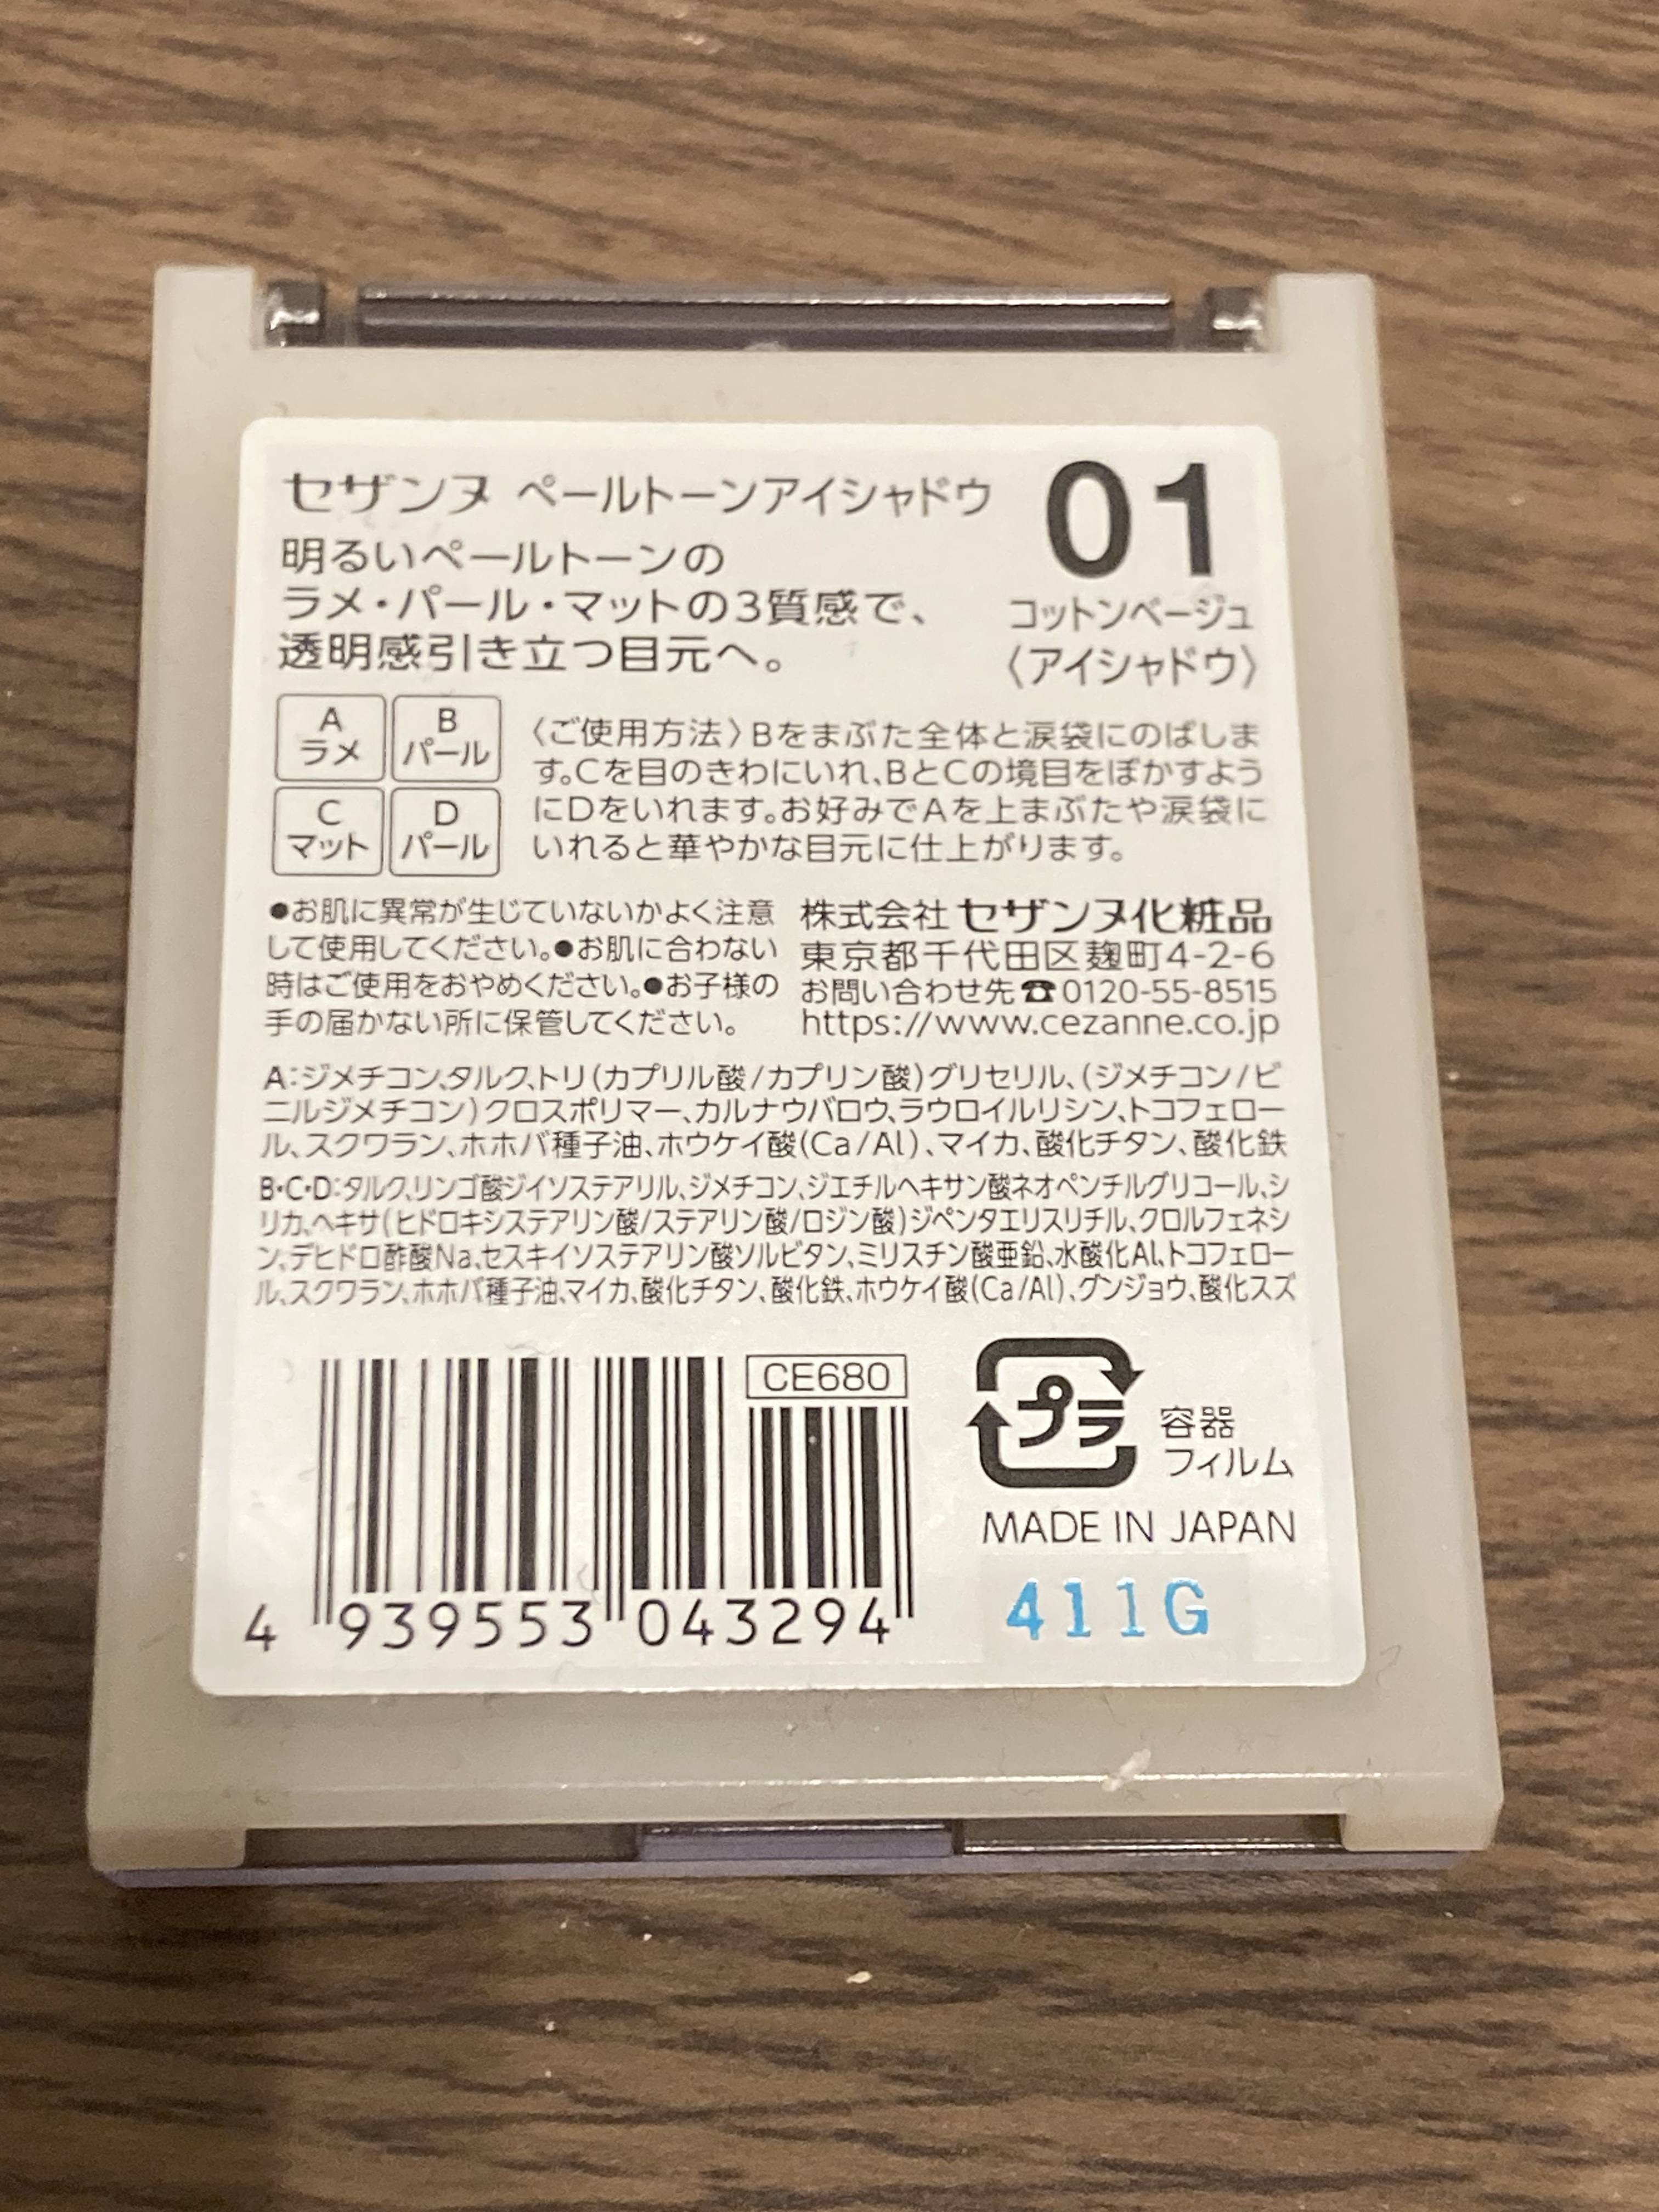 セザンヌ ペールトーンアイシャドウ
01
明るいペールトーンの
ラメ・パール・マットの3質感で、
透明感引き立つ目元へ。
コットンベージュ
〈アイシャドウ〉
A
ラメ
B
パール
C
マット
D
パール
〈ご使用方法〉Bをまぶた全体と涙袋にのばしま
す。Cを目のきわにいれ、BとCの境目をぼかすよう
にDをいれます。お好みでAを上まぶたや涙袋に
いれると華やかな目元に仕上がります。
●お肌に異常が生じていないかよく注意
して使用してください。●お肌に合わない
時はご使用をおやめください。●お子様の
手の届かない所に保管してください。
株式会社 セザンヌ化粧品
東京都千代田区麹町4-2-6
お問い合わせ先☎0120-55-8515
https://www.cezanne.co.jp
A:ジメチコン、タルク、トリ(カプリル酸/カプリン酸)グリセリル、(ジメチコン/ビ
ニルジメチコン)クロスポリマー、カルナウバロウ、ラウロイルリシン、トコフェロー
ル、スクワラン、ホホバ種子油、ホウケイ酸(Ca/Al)、マイカ、酸化チタン、酸化鉄
B・C・D:タルク、リンゴ酸ジイソステアリル、ジメチコン、ジエチルヘキサン酸ネオペンチルグリコール、シ
リカ、ヘキサ(ヒドロキシステアリン酸/ステアリン酸/ロジン酸)ジペンタエリスリチル、クロルフェネシ
ン、デヒドロ酢酸Na、セスキイソステアリン酸ソルビタン、ミリスチン酸亜鉛、水酸化Al、トコフェロー
ル、スクワラン、ホホバ種子油、マイカ、酸化チタン、酸化鉄、ホウケイ酸(Ca/Al)、グンジョウ、酸化スズ
CE680
プラ
容器
フィルム
MADE IN JAPAN
411G
4 939553 043294